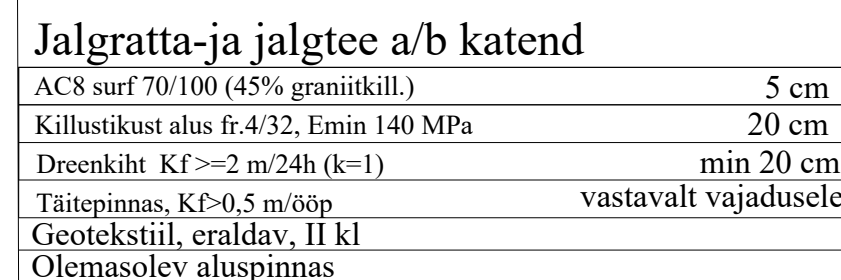 Jalgratta-ja jalgtee a/b katend
AC8 surf 70/100 (45% graniitkill.) 5 cm
Killustikust alus fr.4/32, Emin 140 MPa 20 cm
Dreenkiht Kf >=2 m/24h (k=1) min 20 cm
Täitepinnas, Kf>0,5 m/ööp vastavalt vajadusele
Geotekstiil, eraldav, II kl
Olemasolev aluspinnas